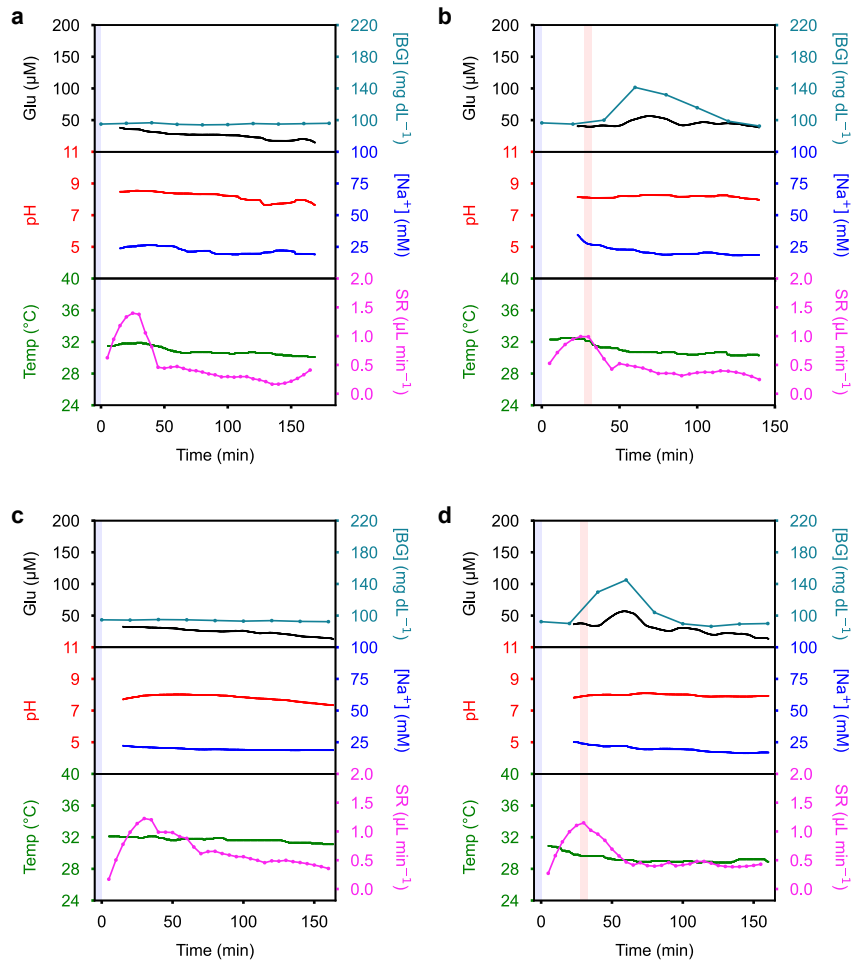 a
200
150
100
50
Glu (µM)
220
180
140
100
[BG] (mg dL⁻¹)
11
9
7
5
pH
100
75
50
25
[Na⁺] (mM)
40
36
32
28
24
Temp (°C)
2.0
1.5
1.0
0.5
0.0
SR (µL min⁻¹)
0 50 100 150
Time (min)
b
200
150
100
50
Glu (µM)
220
180
140
100
[BG] (mg dL⁻¹)
11
9
7
5
pH
100
75
50
25
[Na⁺] (mM)
40
36
32
28
24
Temp (°C)
2.0
1.5
1.0
0.5
0.0
SR (µL min⁻¹)
0 50 100 150
Time (min)
c
200
150
100
50
Glu (µM)
220
180
140
100
[BG] (mg dL⁻¹)
11
9
7
5
pH
100
75
50
25
[Na⁺] (mM)
40
36
32
28
24
Temp (°C)
2.0
1.5
1.0
0.5
0.0
SR (µL min⁻¹)
0 50 100 150
Time (min)
d
200
150
100
50
Glu (µM)
220
180
140
100
[BG] (mg dL⁻¹)
11
9
7
5
pH
100
75
50
25
[Na⁺] (mM)
40
36
32
28
24
Temp (°C)
2.0
1.5
1.0
0.5
0.0
SR (µL min⁻¹)
0 50 100 150
Time (min)